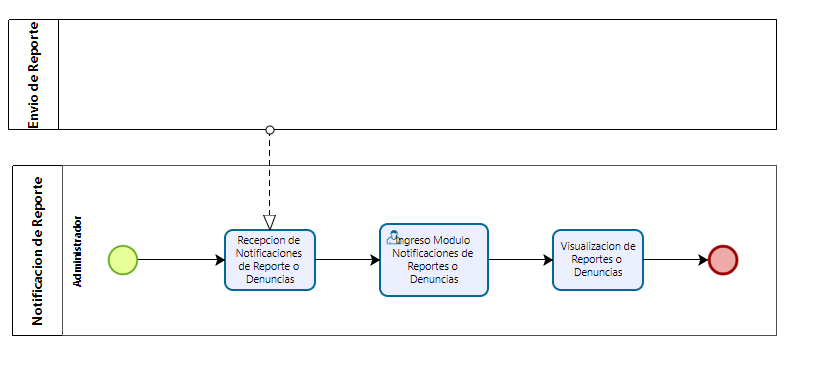 Envio de Reporte
Notificacion de Reporte
Administrador
Recepcion de
Notificaciones
de Reporte o
Denuncias
Ingreso Modulo
Notificaciones de
Reportes o
Denuncias
Visualizacion de
Reportes o
Denuncias